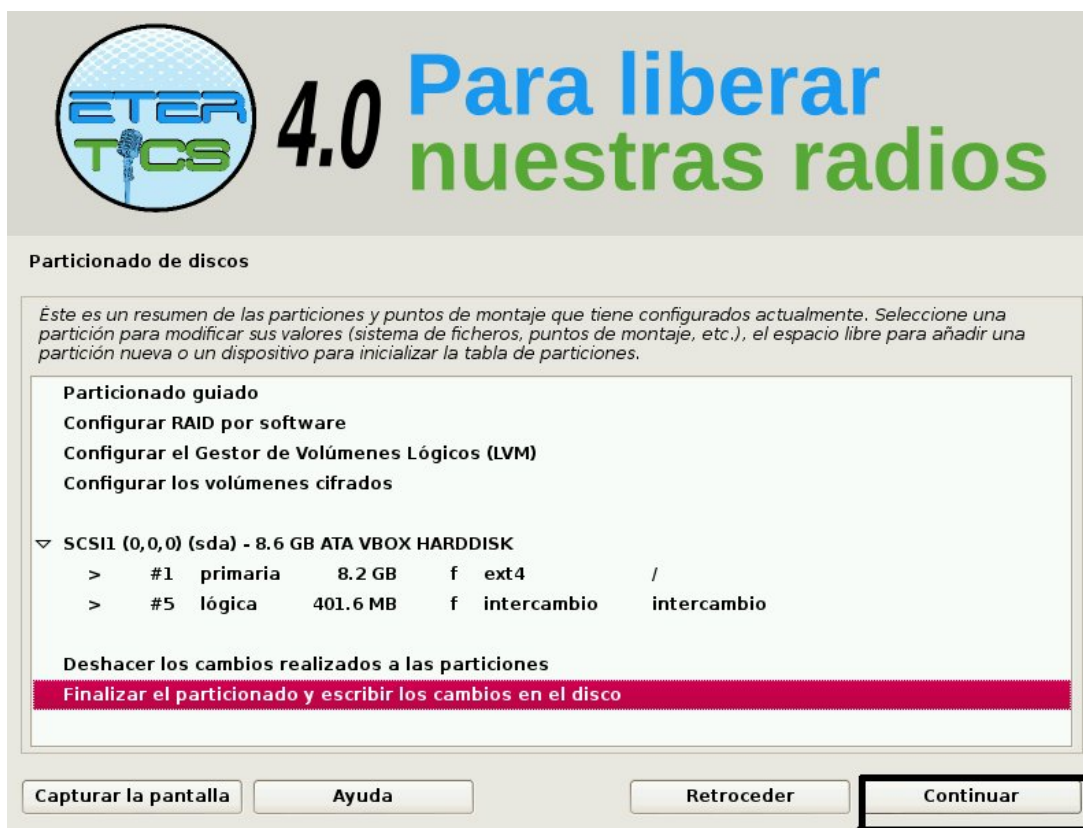 ETER
TICS
4.0
Para liberar
nuestras radios
Particionado de discos
Éste es un resumen de las particiones y puntos de montaje que tiene configurados actualmente. Seleccione una
partición para modificar sus valores (sistema de ficheros, puntos de montaje, etc.), el espacio libre para añadir una
partición nueva o un dispositivo para inicializar la tabla de particiones.
Particionado guiado
Configurar RAID por software
Configurar el Gestor de Volúmenes Lógicos (LVM)
Configurar los volúmenes cifrados
SCSI1 (0,0,0) (sda) - 8.6 GB ATA VBOX HARDDISK
> #1 primaria 8.2 GB f ext4 /
> #5 lógica 401.6 MB f intercambio intercambio
Deshacer los cambios realizados a las particiones
Finalizar el particionado y escribir los cambios en el disco
Capturar la pantalla Ayuda Retroceder Continuar